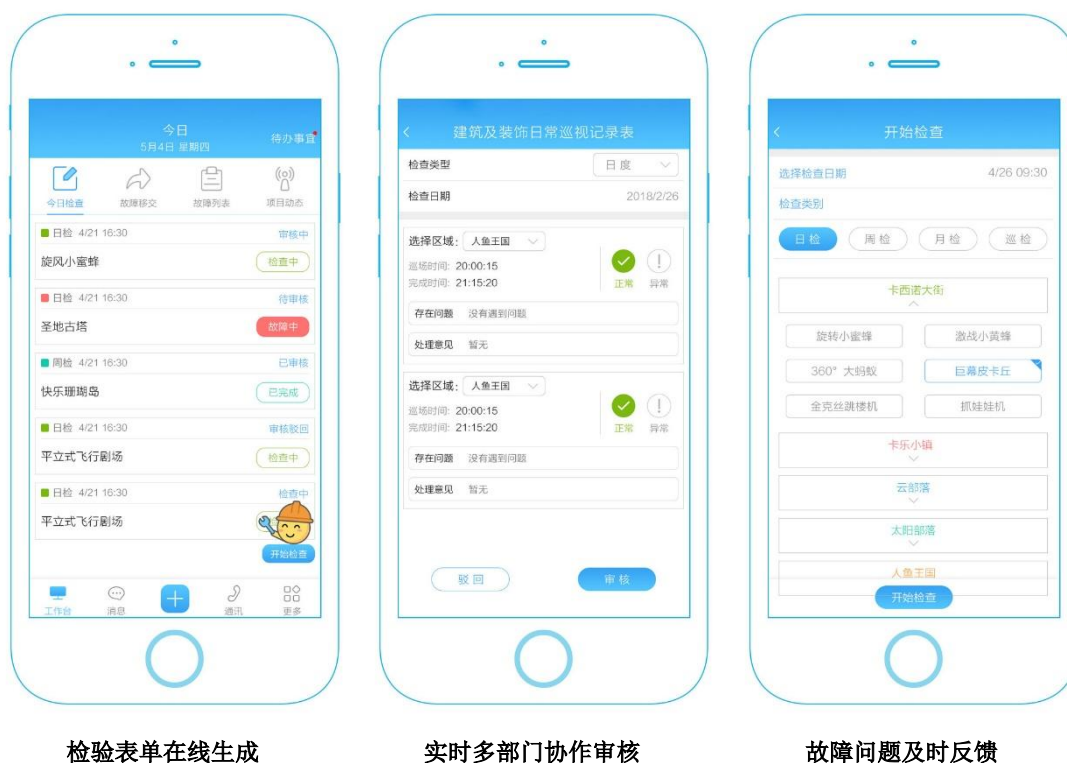 今日
5月4日 星期四
待办事宜
今日检查 故障移交 故障列表 项目动态
日检 4/21 16:30 审核中
旋风小蜜蜂 检查中
日检 4/21 16:30 待审核
圣地古塔 故障中
周检 4/21 16:30 已审核
快乐珊瑚岛 已完成
日检 4/21 16:30 审核驳回
平立式飞行剧场 检查中
日检 4/21 16:30 检查中
平立式飞行剧场
开始检查
工作台 消息 通讯 更多
检验表单在线生成
建筑及装饰日常巡视记录表
检查类型 日度
检查日期 2018/2/26
选择区域: 人鱼王国
巡场时间: 20:00:15
完成时间: 21:15:20 正常 异常
存在问题 没有遇到问题
处理意见 暂无
选择区域: 人鱼王国
巡场时间: 20:00:15
完成时间: 21:15:20 正常 异常
存在问题 没有遇到问题
处理意见 暂无
驳回 审核
实时多部门协作审核
开始检查
选择检查日期 4/26 09:30
检查类别
日检 周检 月检 巡检
卡西诺大街
旋转小蜜蜂 激战小黄蜂
360° 大蚂蚁 巨幕皮卡丘
金克丝跳楼机 抓娃娃机
卡乐小镇
云部落
太阳部落
人鱼王国
开始检查
故障问题及时反馈